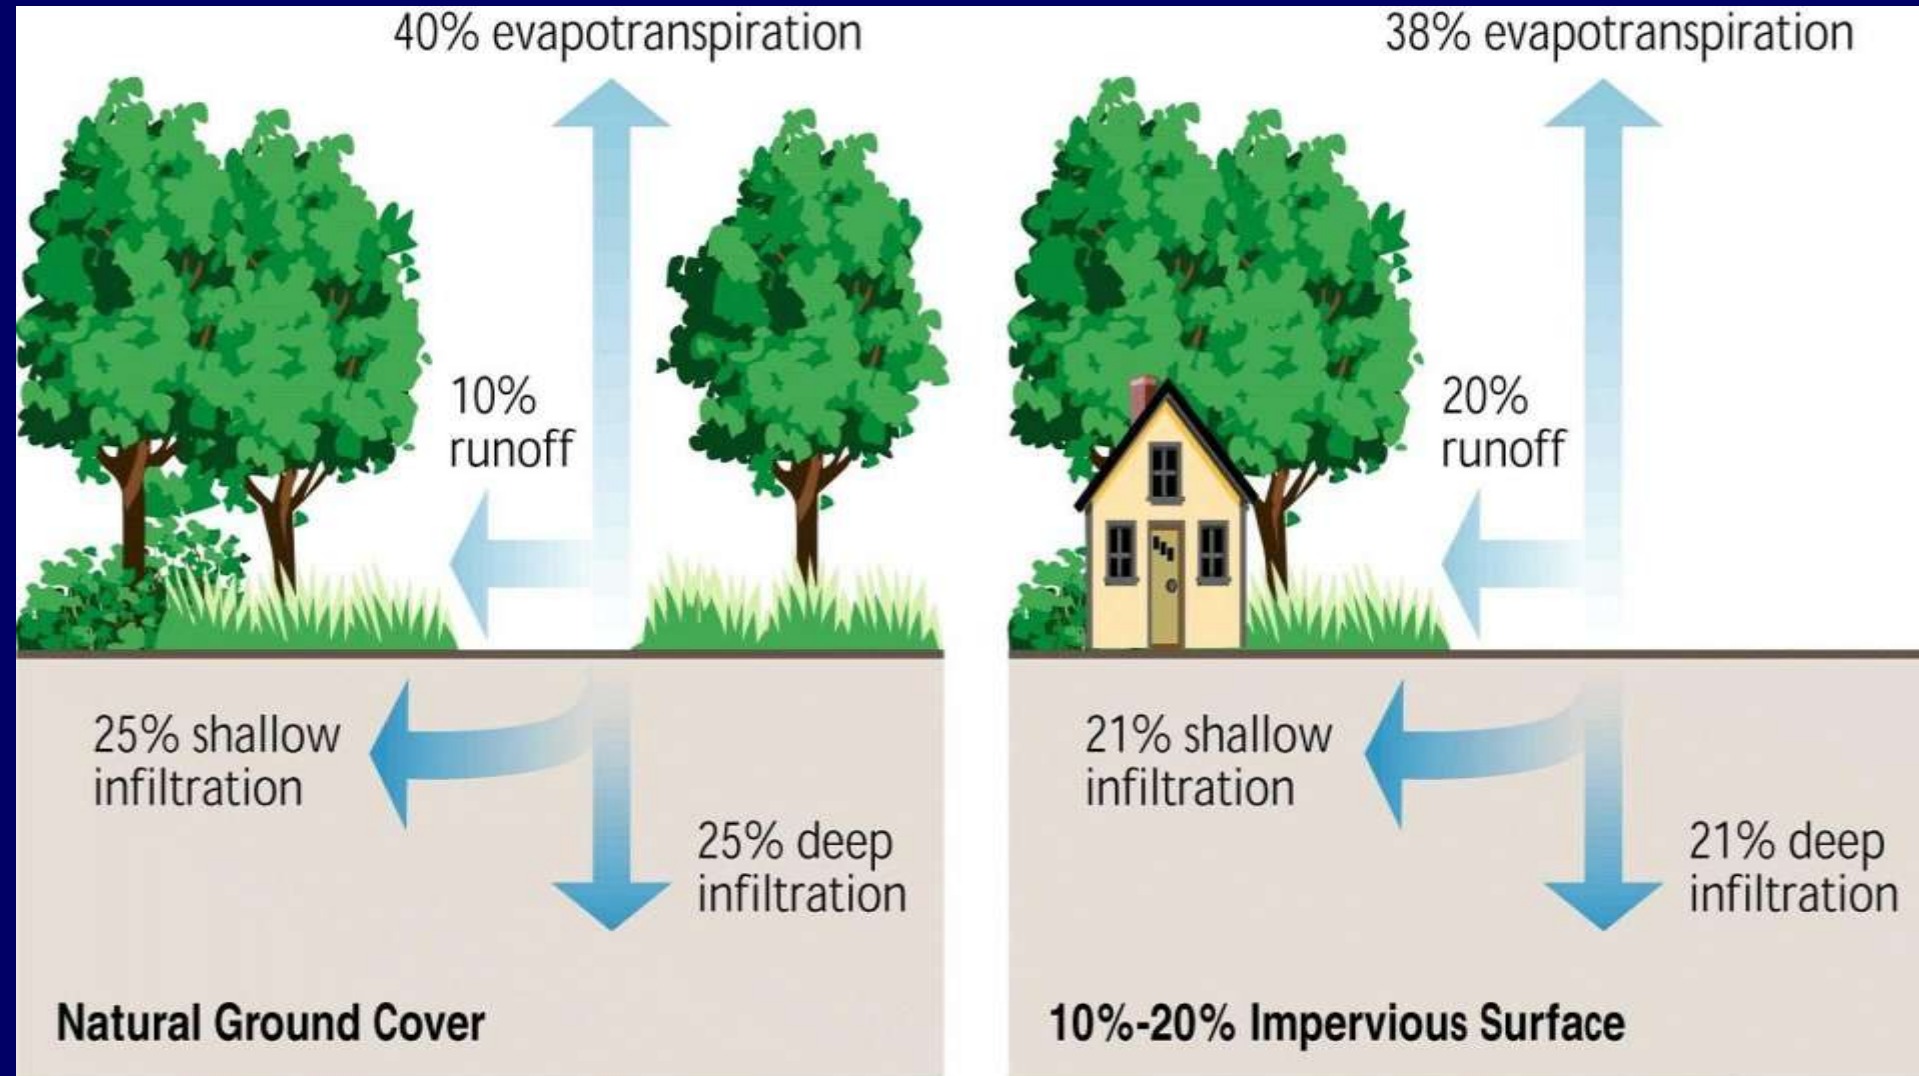 40% evapotranspiration
10%
runoff
25% shallow
infiltration
25% deep
infiltration
Natural Ground Cover
38% evapotranspiration
20%
runoff
21% shallow
infiltration
21% deep
infiltration
10%-20% Impervious Surface